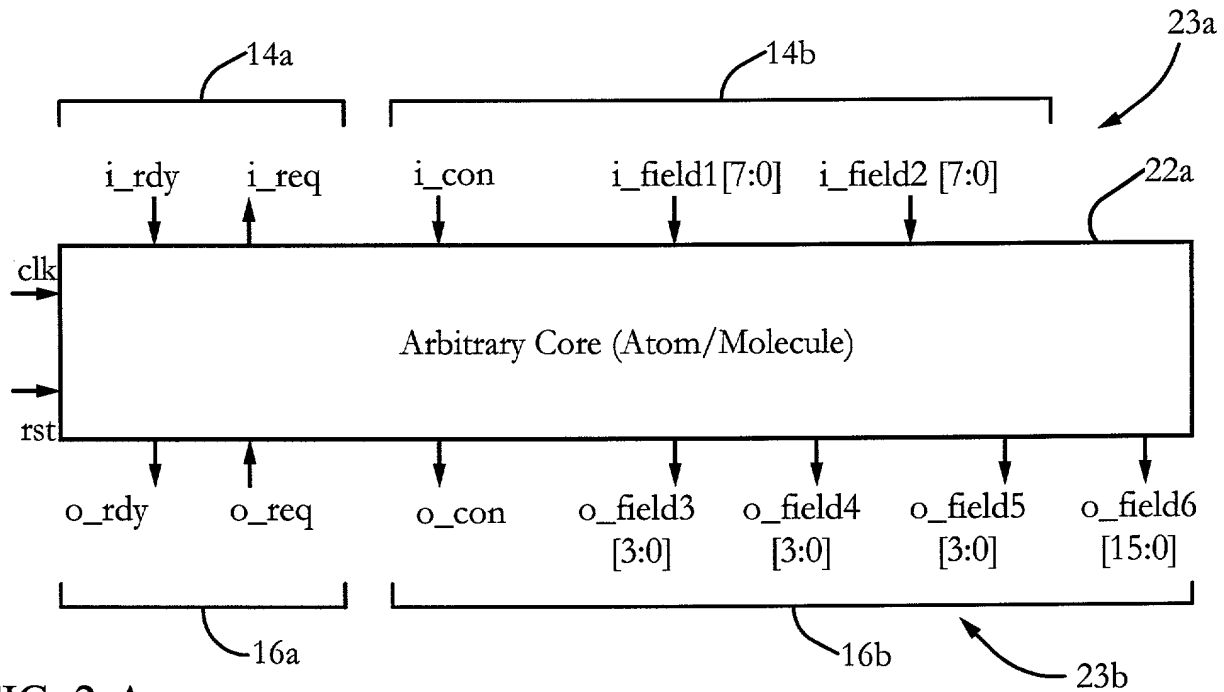 23a
14a
14b
i_rdy i_req i_con i_field1[7:0] i_field2 [7:0]
22a
clk
Arbitrary Core (Atom/Molecule)
rst
o_rdy o_req o_con o_field3 o_field4 o_field5 o_field6
[3:0] [3:0] [3:0] [15:0]
16a
16b
23b